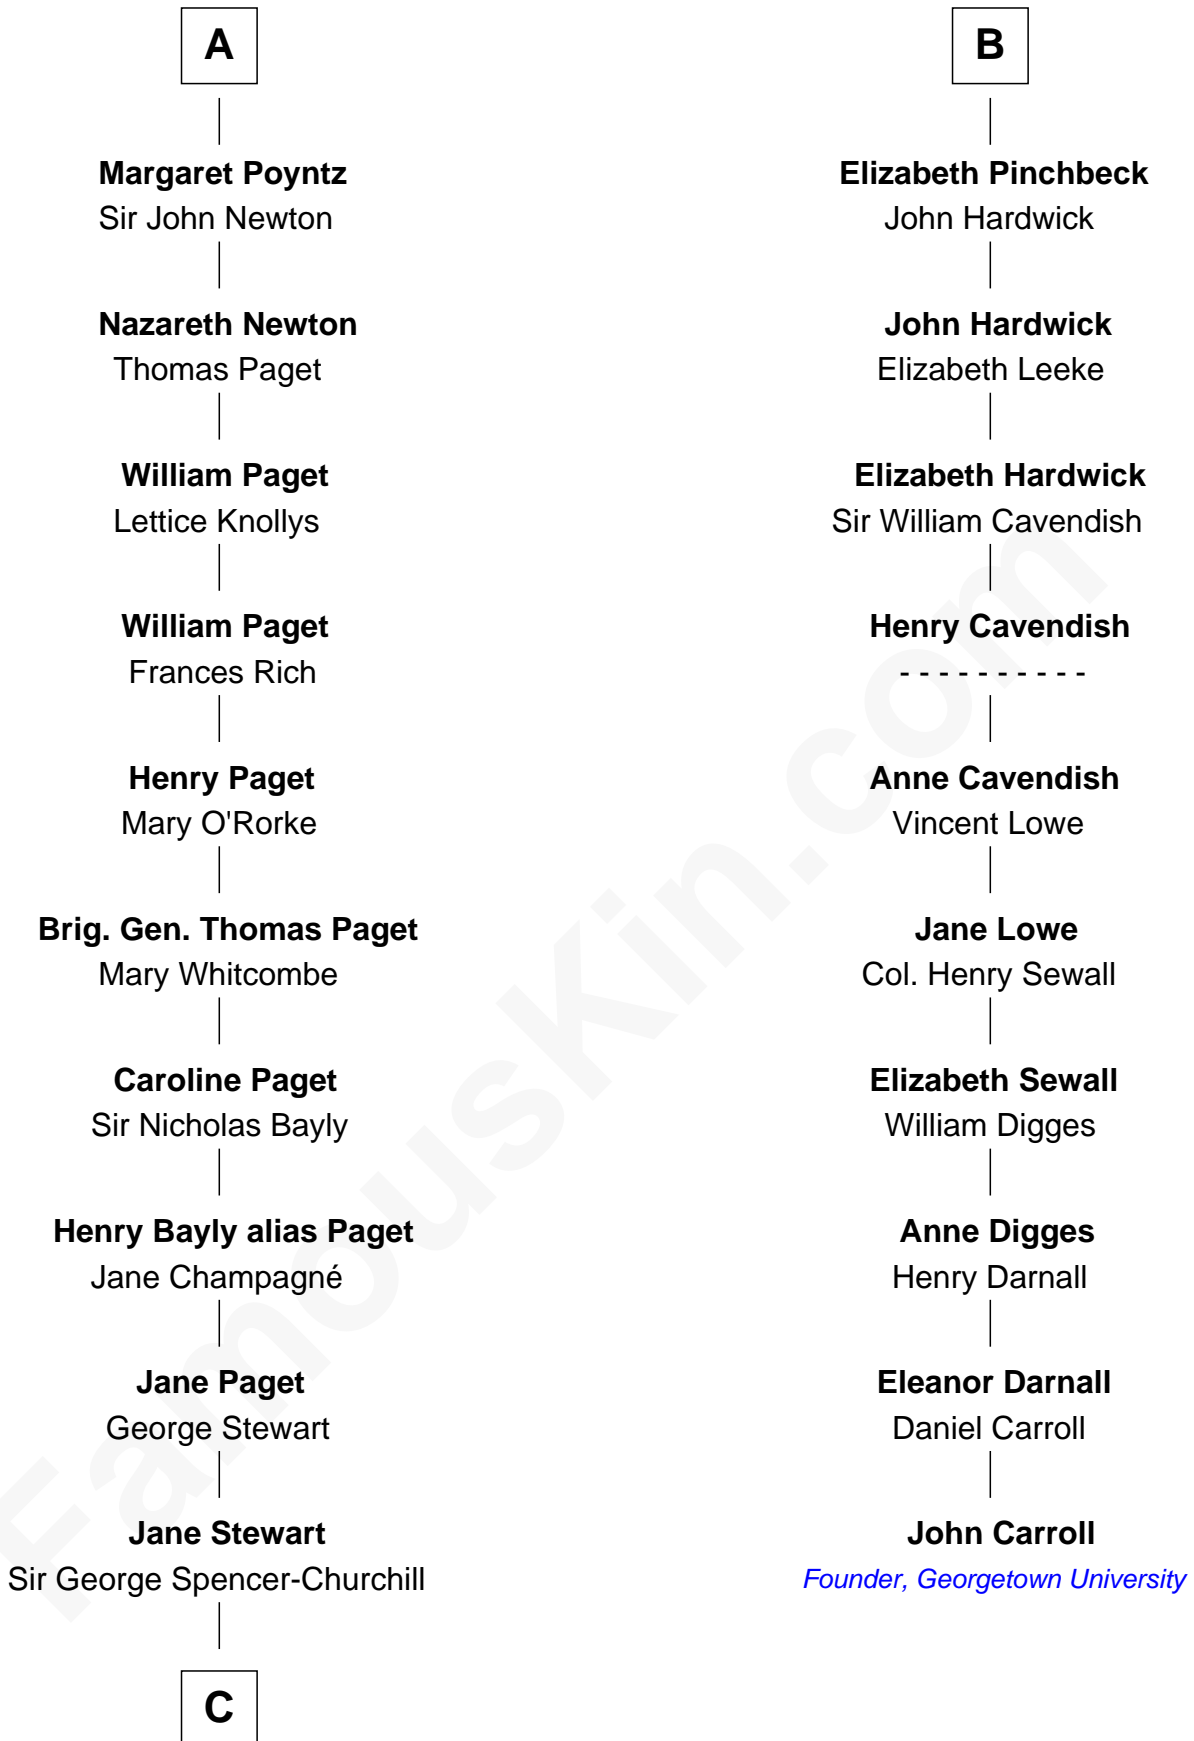 A
Margaret Poyntz
Sir John Newton
Nazareth Newton
Thomas Paget
William Paget
Lettice Knollys
William Paget
Frances Rich
Henry Paget
Mary O'Rorke
Brig. Gen. Thomas Paget
Mary Whitcombe
Caroline Paget
Sir Nicholas Bayly
Henry Bayly alias Paget
Jane Champagné
Jane Paget
George Stewart
Jane Stewart
Sir George Spencer-Churchill
C
B
Elizabeth Pinchbeck
John Hardwick
John Hardwick
Elizabeth Leeke
Elizabeth Hardwick
Sir William Cavendish
Henry Cavendish
- - - - - - - - - -
Anne Cavendish
Vincent Lowe
Jane Lowe
Col. Henry Sewall
Elizabeth Sewall
William Digges
Anne Digges
Henry Darnall
Eleanor Darnall
Daniel Carroll
John Carroll
Founder, Georgetown University
FamousKin.com